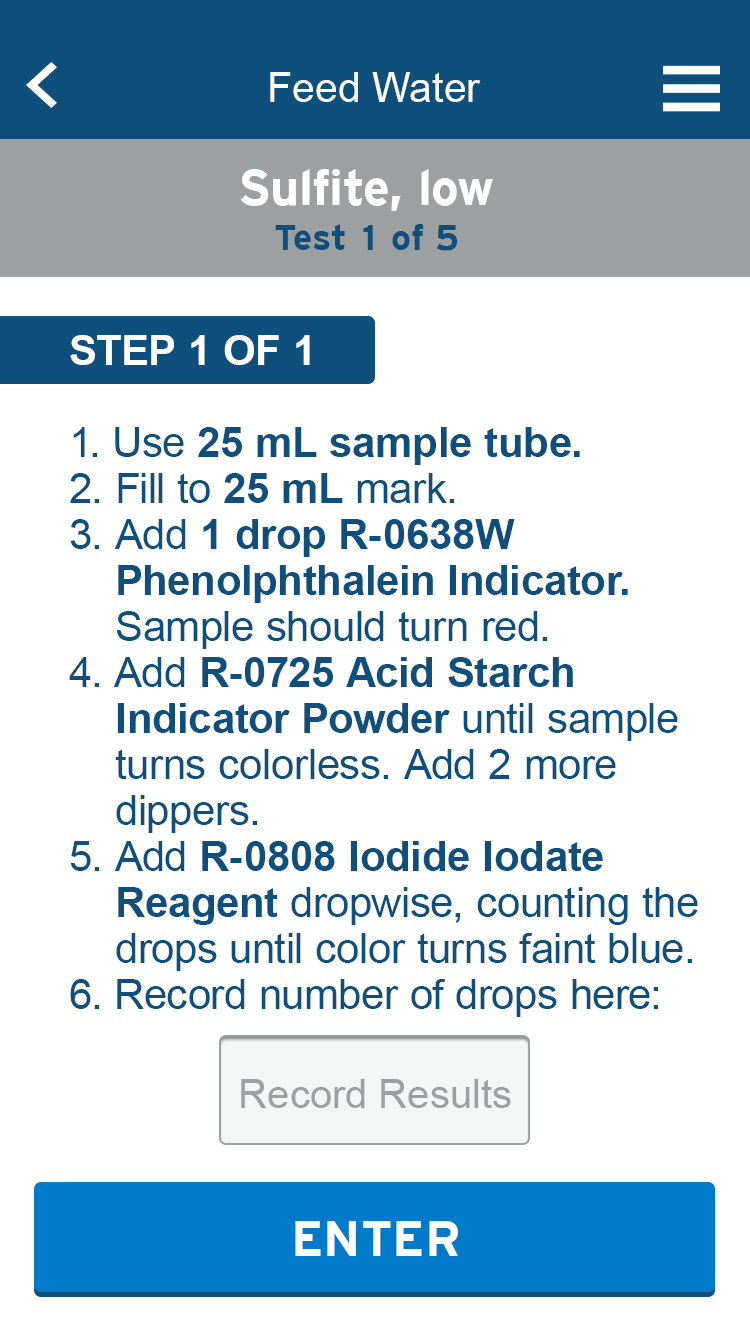 Feed Water
Sulfite, low
Test 1 of 5
STEP 1 OF 1
1. Use 25 mL sample tube.
2. Fill to 25 mL mark.
3. Add 1 drop R-0638W
Phenolphthalein Indicator.
Sample should turn red.
4. Add R-0725 Acid Starch
Indicator Powder until sample
turns colorless. Add 2 more
dippers.
5. Add R-0808 Iodide Iodate
Reagent dropwise, counting the
drops until color turns faint blue.
6. Record number of drops here:
Record Results
ENTER